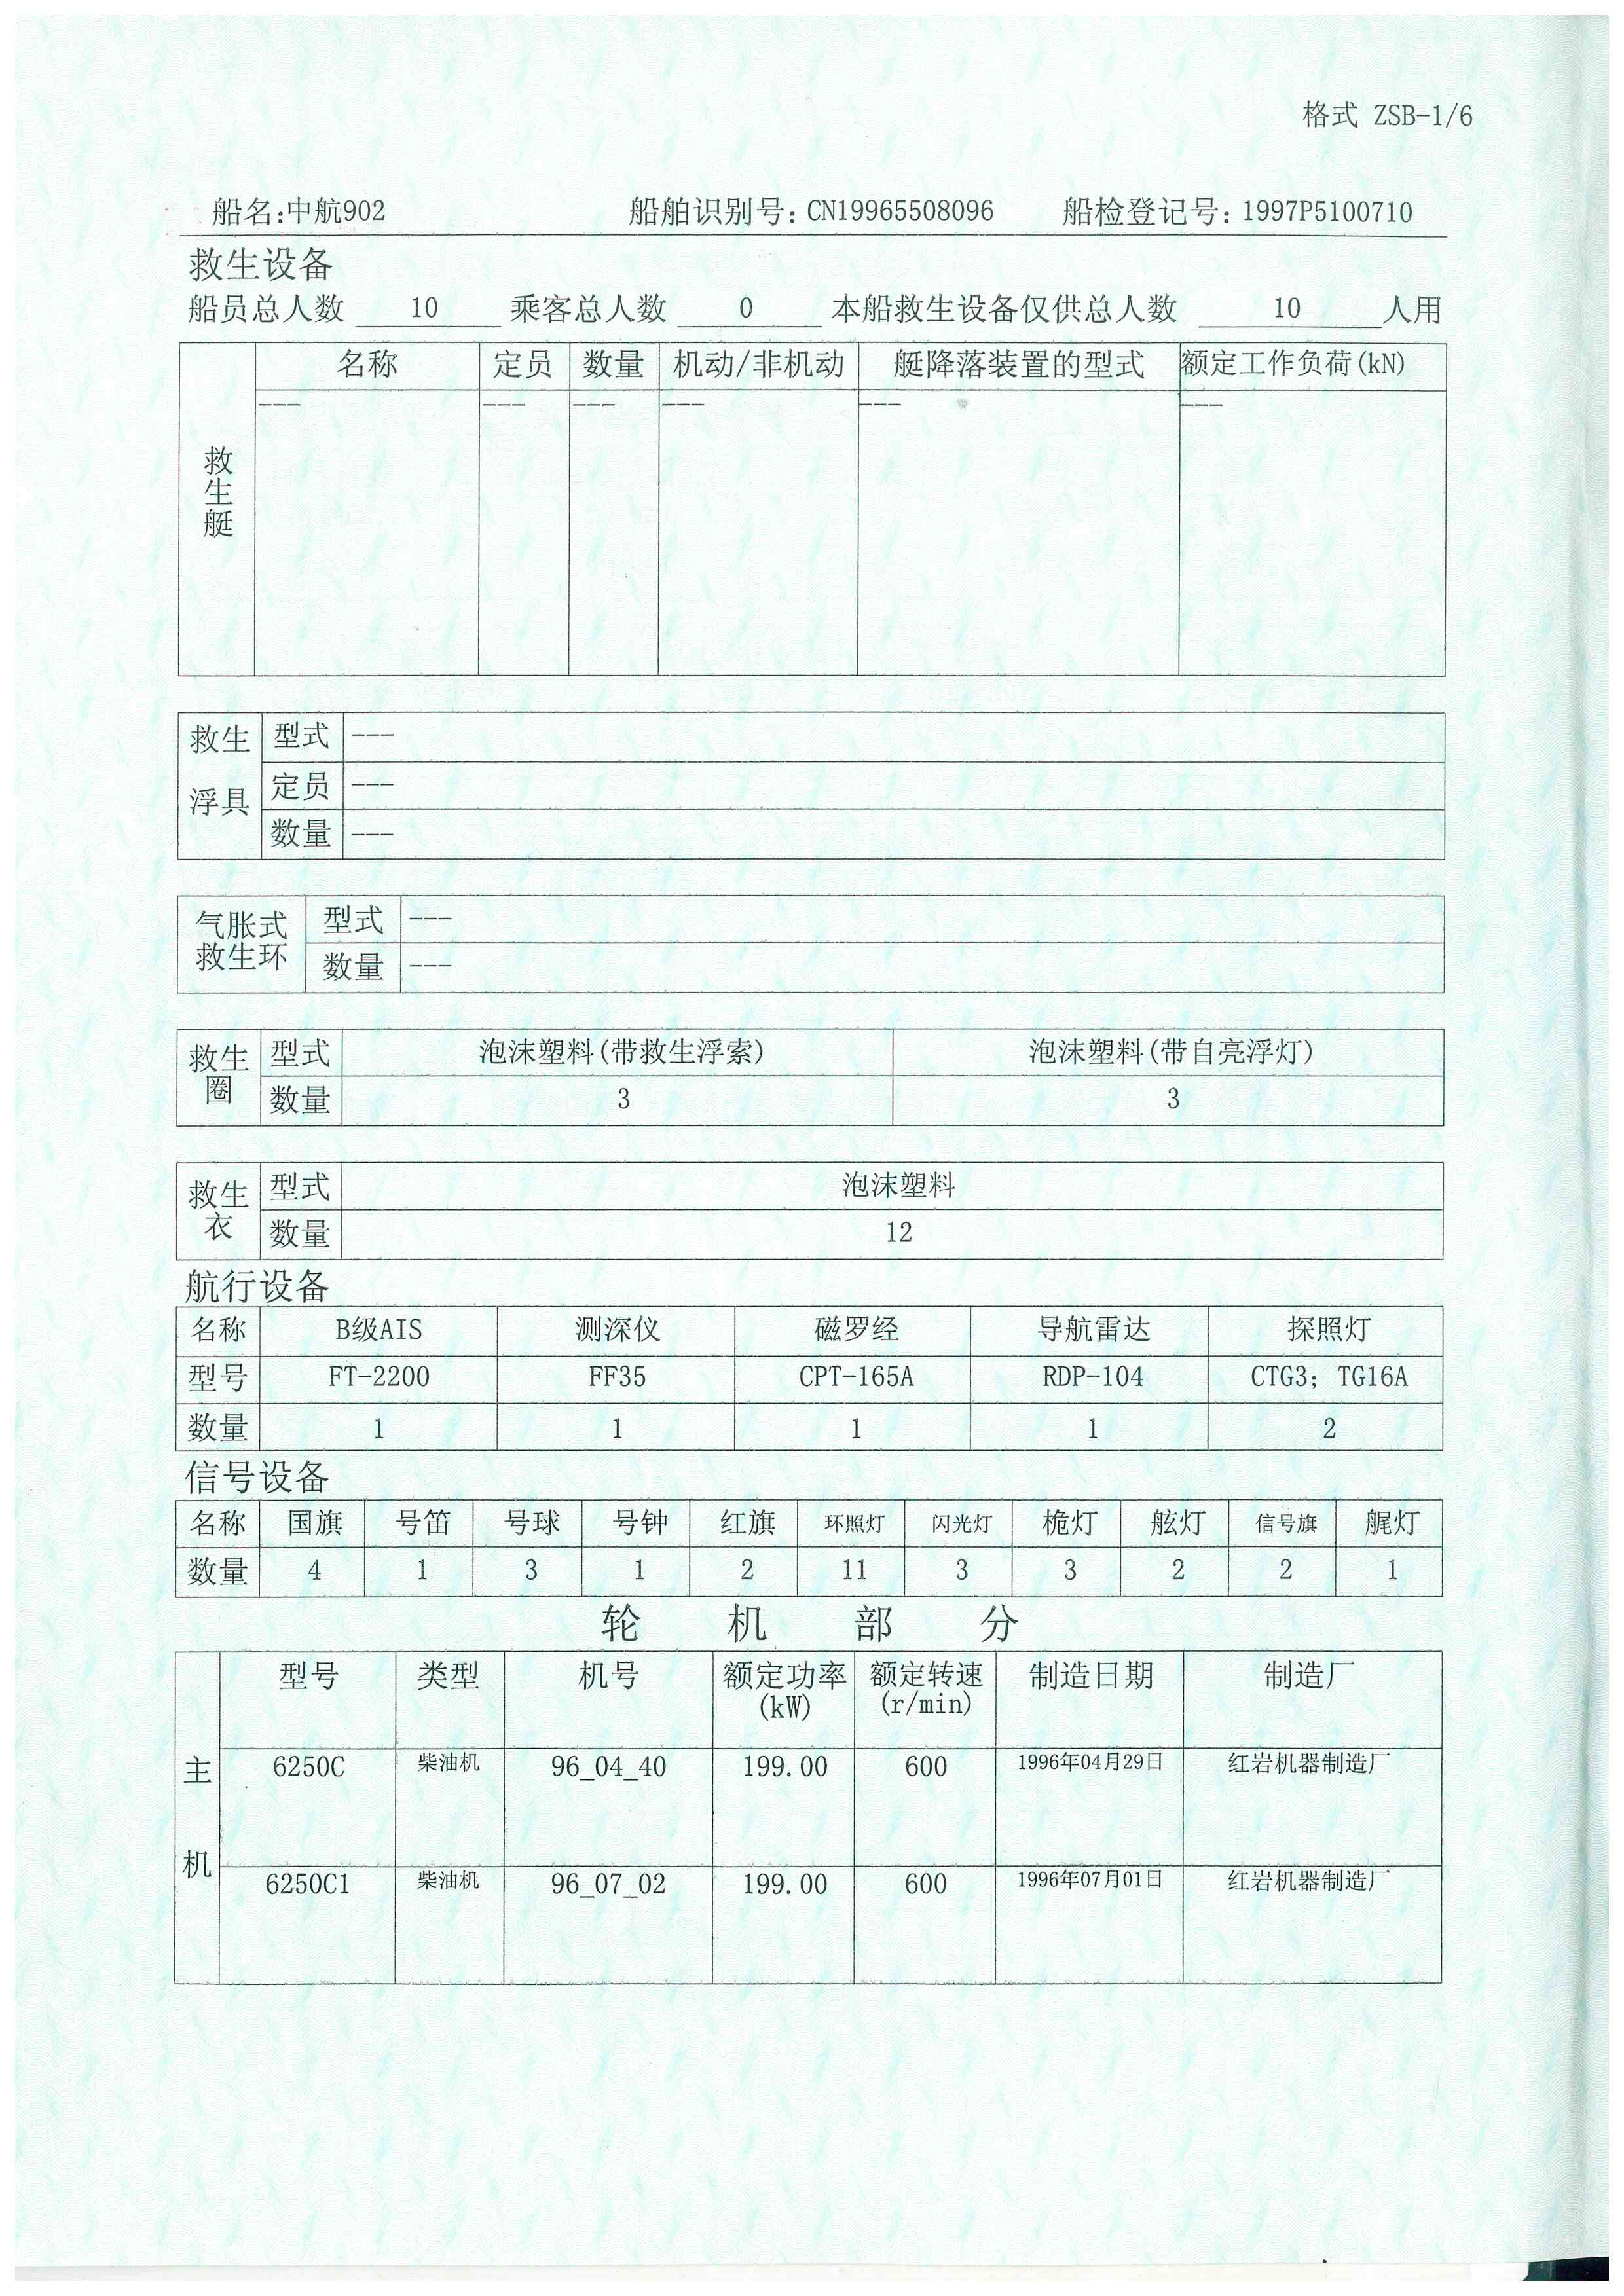 格式 ZSB-1/6
船名:中航902 船舶识别号: CN19965508096 船检登记号: 1997P5100710
救生设备
船员总人数 10 乘客总人数 0 本船救生设备仅供总人数 10 人用
救生艇 名称 定员 数量 机动/非机动 艇降落装置的型式 额定工作负荷(kN)
--- --- --- --- --- ---
救生浮具 型式 ---
定员 ---
数量 ---
气胀式救生环 型式 ---
数量 ---
救生圈 型式 泡沫塑料(带救生浮索) 泡沫塑料(带自亮浮灯)
数量 3 3
救生衣 型式 泡沫塑料
数量 12
航行设备
名称 B级AIS 测深仪 磁罗经 导航雷达 探照灯
型号 FT-2200 FF35 CPT-165A RDP-104 CTG3; TG16A
数量 1 1 1 1 2
信号设备
名称 国旗 号笛 号球 号钟 红旗 环照灯 闪光灯 桅灯 舷灯 信号旗 艉灯
数量 4 1 3 1 2 11 3 3 2 2 1
轮机部分
主机 型号 类型 机号 额定功率(kW) 额定转速(r/min) 制造日期 制造厂
6250C 柴油机 96_04_40 199.00 600 1996年04月29日 红岩机器制造厂
6250C1 柴油机 96_07_02 199.00 600 1996年07月01日 红岩机器制造厂